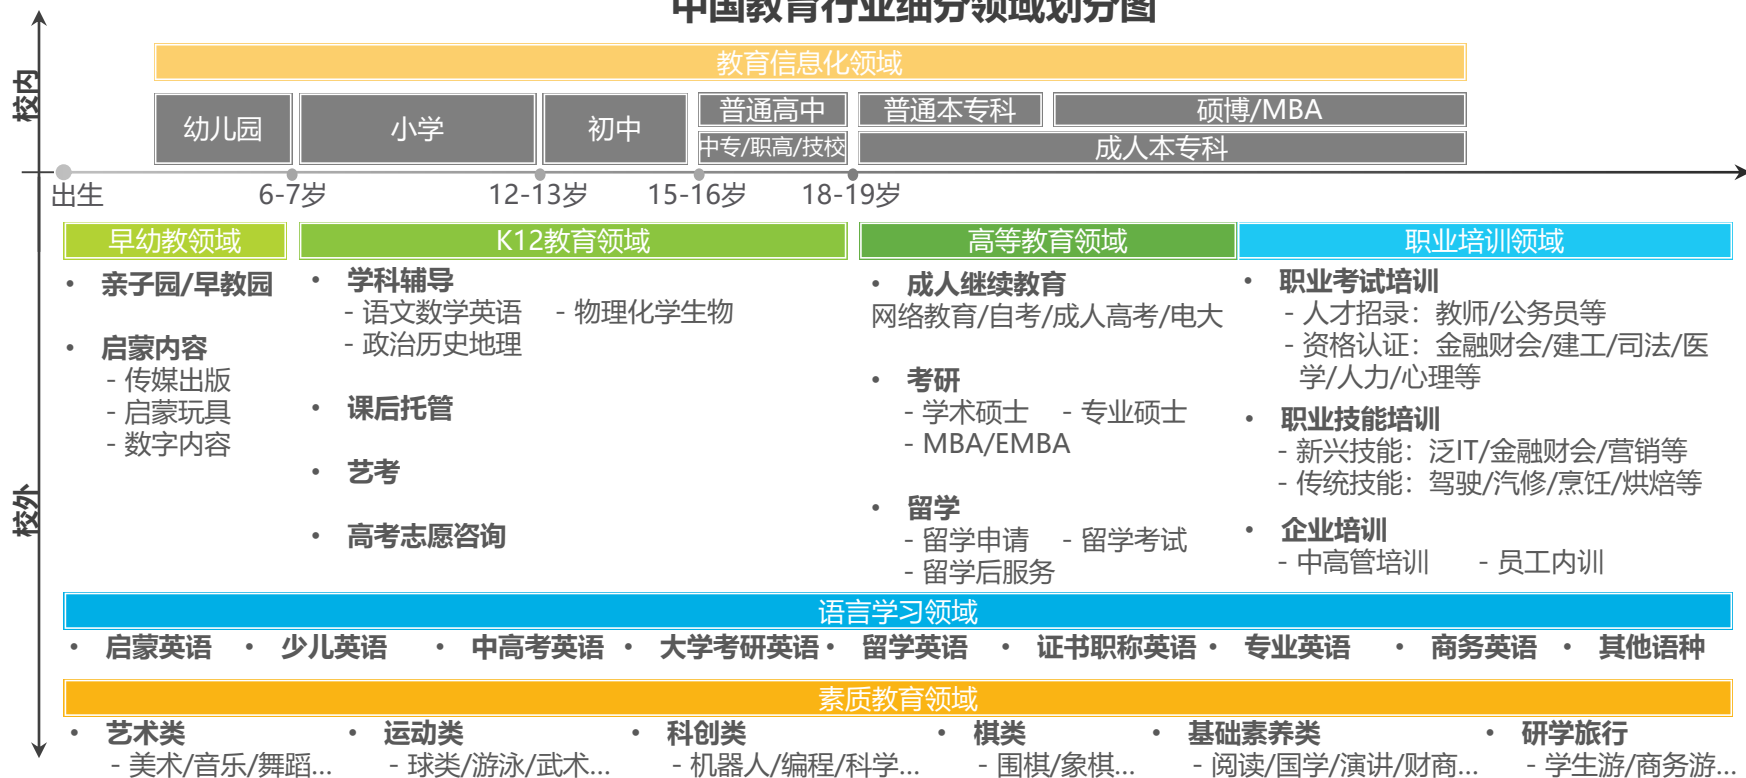 中国教育行业细分领域划分图
校内
教育信息化领域
幼儿园
小学
初中
普通高中
中专/职高/技校
普通本专科
硕博/MBA
成人本专科
出生
6-7岁
12-13岁
15-16岁
18-19岁
校外
早幼教领域
• 亲子园/早教园
• 启蒙内容
- 传媒出版
- 启蒙玩具
- 数字内容
K12教育领域
• 学科辅导
- 语文数学英语 - 物理化学生物
- 政治历史地理
• 课后托管
• 艺考
• 高考志愿咨询
高等教育领域
• 成人继续教育
网络教育/自考/成人高考/电大
• 考研
- 学术硕士 - 专业硕士
- MBA/EMBA
• 留学
- 留学申请 - 留学考试
- 留学后服务
职业培训领域
• 职业考试培训
- 人才招录：教师/公务员等
- 资格认证：金融财会/建工/司法/医
学/人力/心理等
• 职业技能培训
- 新兴技能：泛IT/金融财会/营销等
- 传统技能：驾驶/汽修/烹饪/烘焙等
• 企业培训
- 中高管培训 - 员工内训
语言学习领域
• 启蒙英语 • 少儿英语 • 中高考英语 • 大学考研英语 • 留学英语 • 证书职称英语 • 专业英语 • 商务英语 • 其他语种
素质教育领域
• 艺术类 • 运动类 • 科创类 • 棋类 • 基础素养类 • 研学旅行
- 美术/音乐/舞蹈... - 球类/游泳/武术... - 机器人/编程/科学... - 围棋/象棋... - 阅读/国学/演讲/财商... - 学生游/商务游...